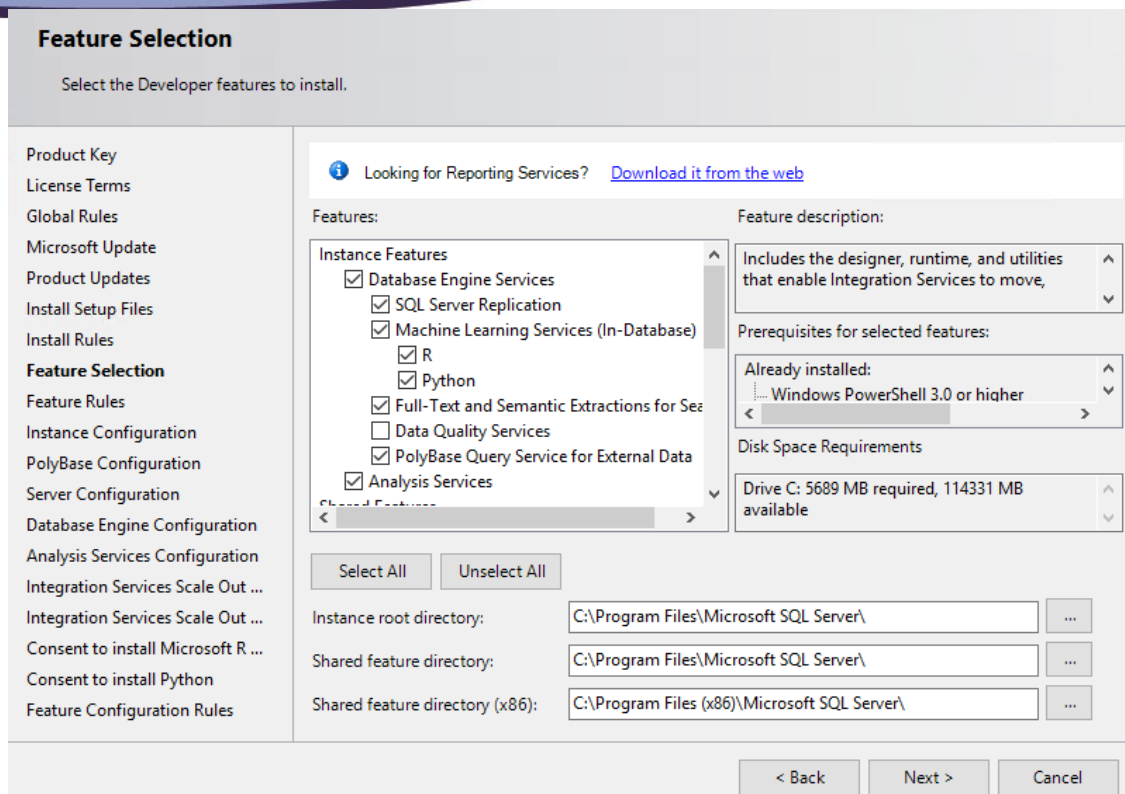 Feature Selection
Select the Developer features to install.
Product Key
License Terms
Global Rules
Microsoft Update
Product Updates
Install Setup Files
Install Rules
Feature Selection
Feature Rules
Instance Configuration
PolyBase Configuration
Server Configuration
Database Engine Configuration
Analysis Services Configuration
Integration Services Scale Out ...
Integration Services Scale Out ...
Consent to install Microsoft R ...
Consent to install Python
Feature Configuration Rules
Looking for Reporting Services? Download it from the web
Features:
Instance Features
Database Engine Services
SQL Server Replication
Machine Learning Services (In-Database)
R
Python
Full-Text and Semantic Extractions for Sea
Data Quality Services
PolyBase Query Service for External Data
Analysis Services
Shared Features
Feature description:
Includes the designer, runtime, and utilities
that enable Integration Services to move,
Prerequisites for selected features:
Already installed:
Windows PowerShell 3.0 or higher
Disk Space Requirements
Drive C: 5689 MB required, 114331 MB
available
Select All
Unselect All
Instance root directory: C:\Program Files\Microsoft SQL Server\ ...
Shared feature directory: C:\Program Files\Microsoft SQL Server\ ...
Shared feature directory (x86): C:\Program Files (x86)\Microsoft SQL Server\ ...
< Back
Next >
Cancel